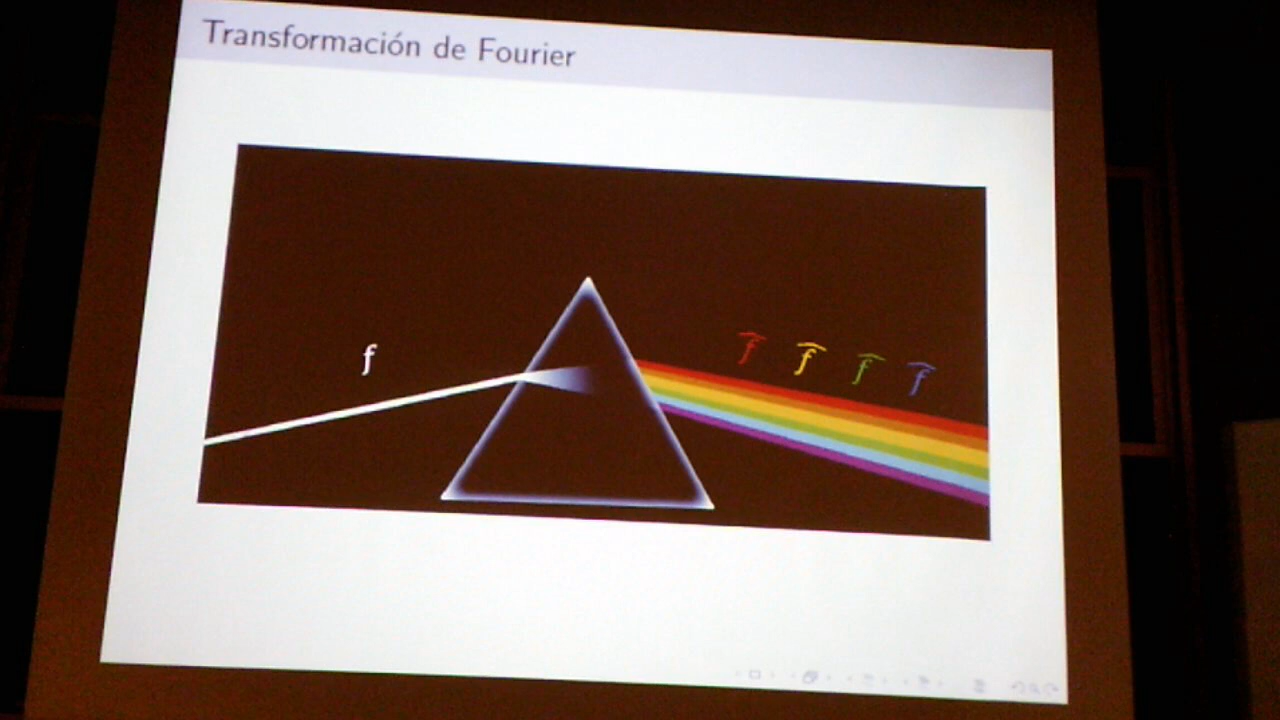 Transformación de Fourier
f
f̂ f̂ f̂ f̂